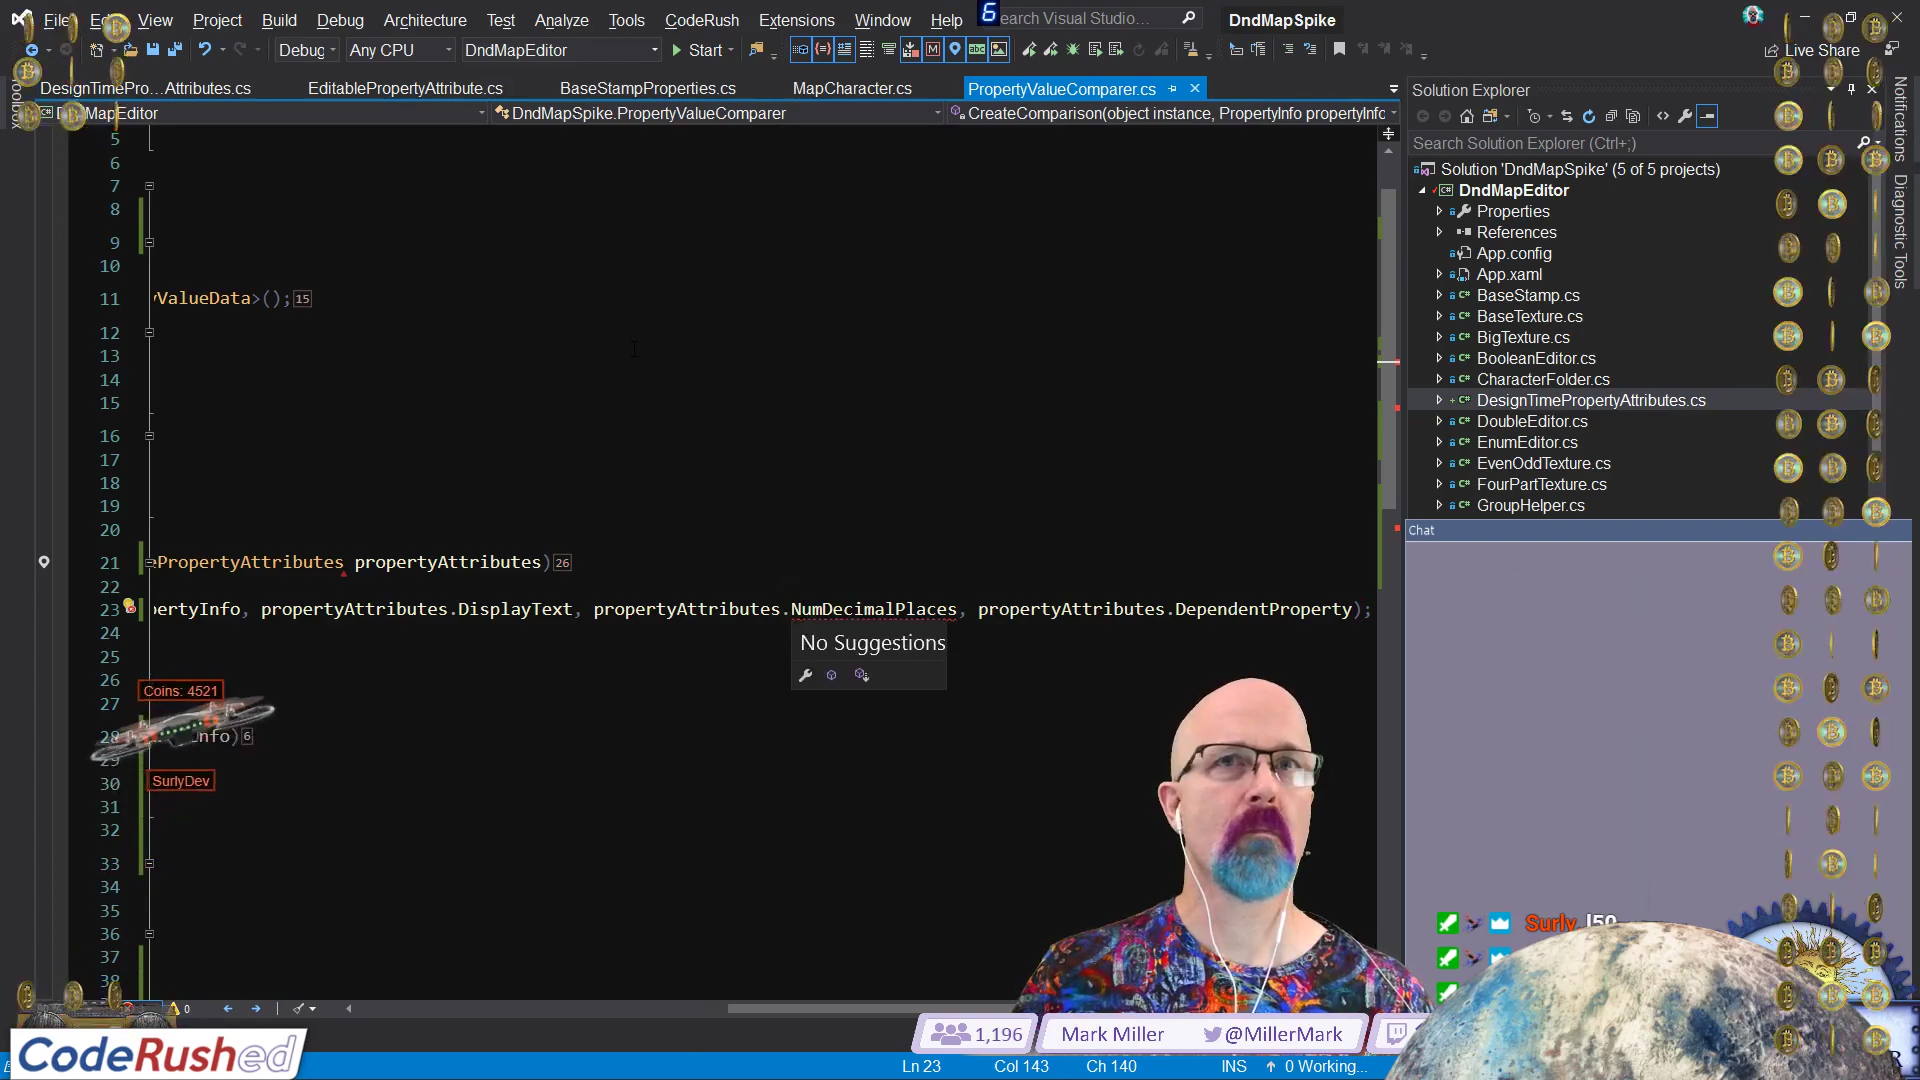 File View Project Build Debug Architecture Test Analyze Tools CodeRush Extensions Window Help
6
earch Visual Studio...
DndMapSpike
Debug Any CPU DndMapEditor Start Live Share
DesignTimePro...Attributes.cs EditablePropertyAttribute.cs BaseStampProperties.cs MapCharacter.cs PropertyValueComparer.cs
MapEditor DndMapSpike.PropertyValueComparer CreateComparison(object instance, PropertyInfo propertyInfo
5
6
7
8
9
10
11 yValueData>();15
12
13
14
15
16
17
18
19
20
21 ePropertyAttributes propertyAttributes)26
22
23 pertyInfo, propertyAttributes.DisplayText, propertyAttributes.NumDecimalPlaces, propertyAttributes.DependentProperty);
No Suggestions
24
25
26
Coins: 4521
27
28 nfo)6
29
30
SurlyDev
31
32
33
34
35
36
37
38
0
Solution Explorer
Search Solution Explorer (Ctrl+;)
Solution 'DndMapSpike' (5 of 5 projects)
DndMapEditor
Properties
References
App.config
App.xaml
BaseStamp.cs
BaseTexture.cs
BigTexture.cs
BooleanEditor.cs
CharacterFolder.cs
DesignTimePropertyAttributes.cs
DoubleEditor.cs
EnumEditor.cs
EvenOddTexture.cs
FourPartTexture.cs
GroupHelper.cs
Notifications
Diagnostic Tools
Chat
Surly
CodeRushed
1,196 Mark Miller @MillerMark
Ln 23 Col 143 Ch 140 INS 0 Working...